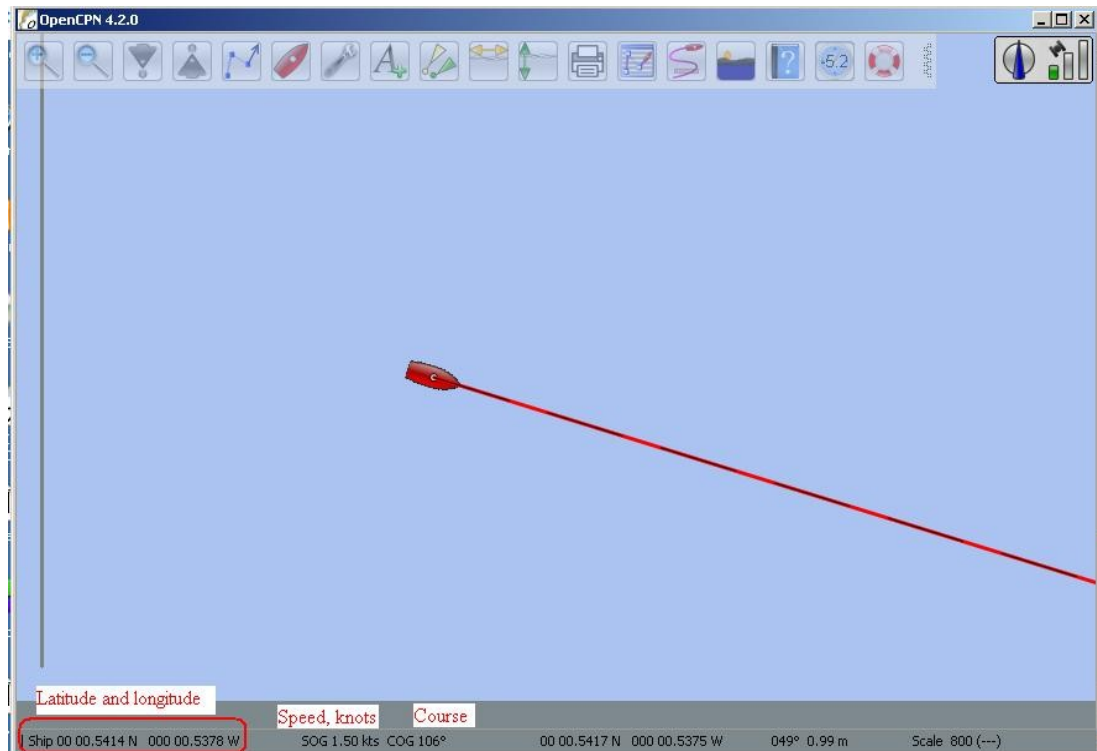 OpenCPN 4.2.0
A
?
5.2
Latitude and longitude
Speed, knots
Course
Ship 00 00.5414 N 000 00.5378 W
SOG 1.50 kts COG 106°
00 00.5417 N 000 00.5375 W
049° 0.99 m
Scale 800 (---)